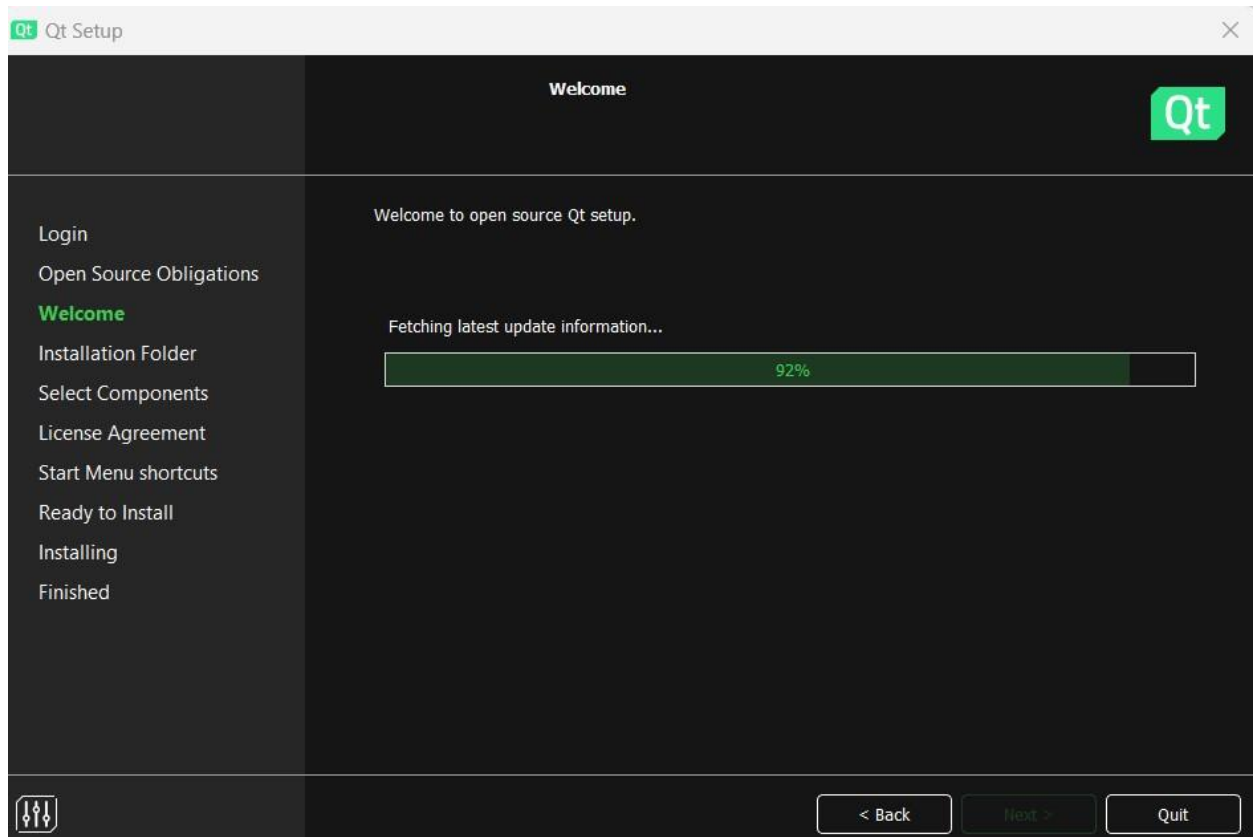 Qt Qt Setup
Welcome
Qt
Login
Open Source Obligations
Welcome
Installation Folder
Select Components
License Agreement
Start Menu shortcuts
Ready to Install
Installing
Finished
Welcome to open source Qt setup.
Fetching latest update information...
92%
< Back Next > Quit